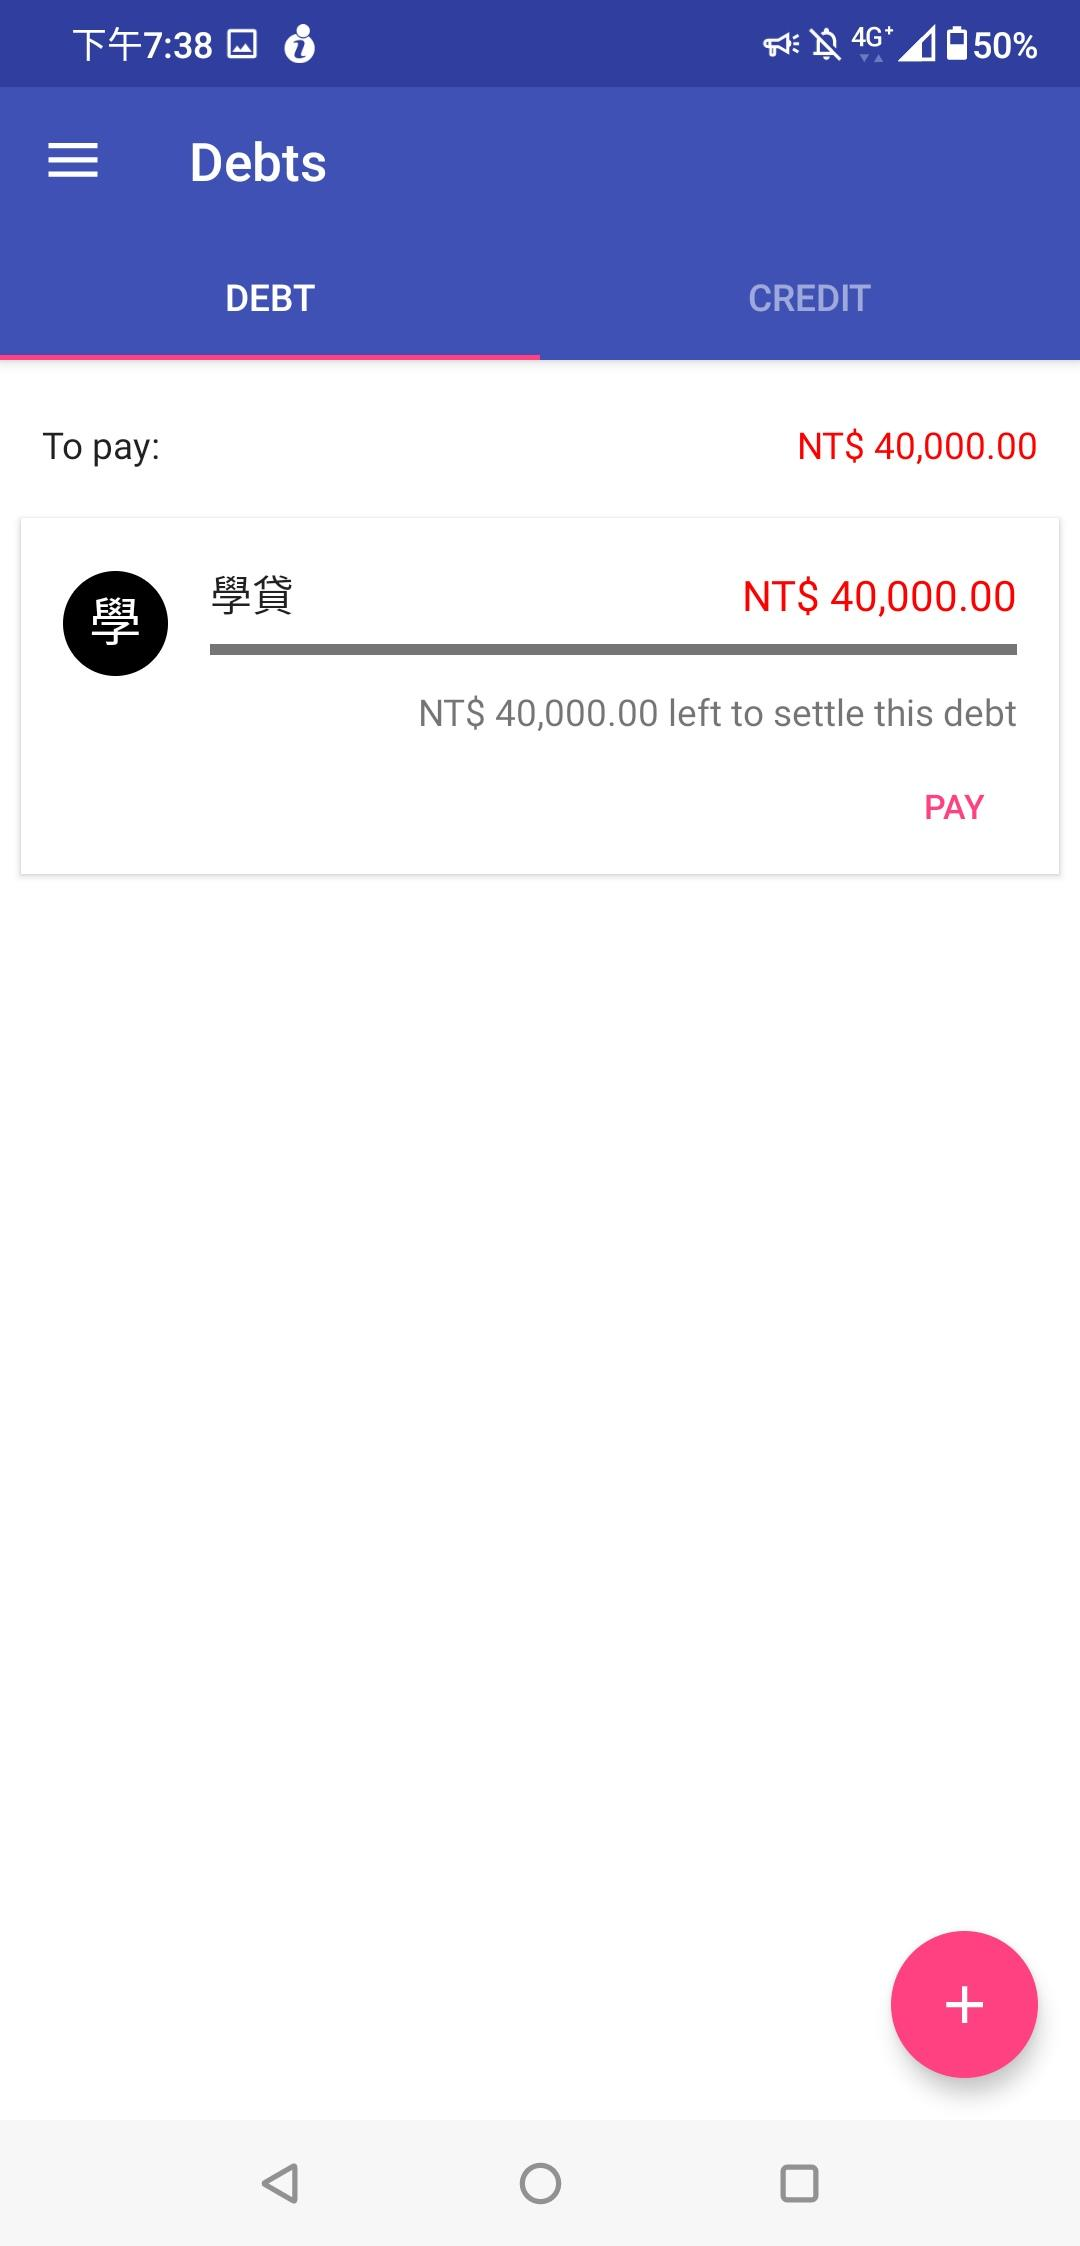 下午7:38 4G+ 50%
Debts
DEBT CREDIT
To pay: NT$ 40,000.00
學 學貸 NT$ 40,000.00
NT$ 40,000.00 left to settle this debt
PAY
+